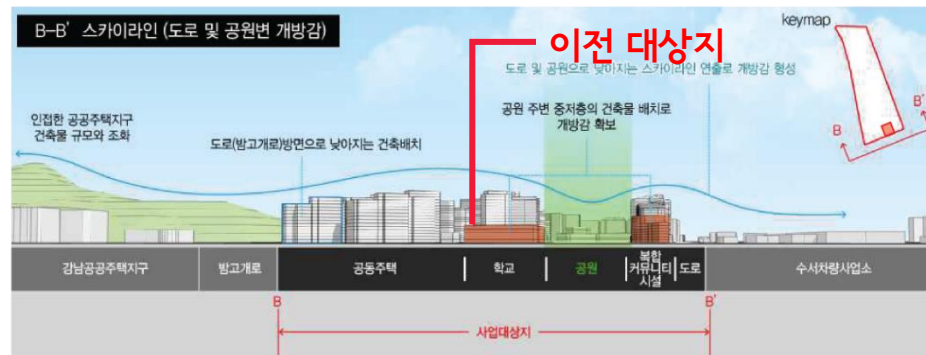 B-B' 스카이라인 (도로 및 공원변 개방감)
이전 대상지
keymap
도로 및 공원으로 낮아지는 스카이라인 연출로 개방감 형성
인접한 공공주택지구
건축물 규모와 조화
공원 주변 중저층의 건축물 배치로
개방감 확보
도로(밤고개로)방면으로 낮아지는 건축배치
B
B'
강남공공주택지구
밤고개로
공동주택
학교
공원
복합
커뮤니티
시설
도로
수서차량사업소
B
B'
사업대상지